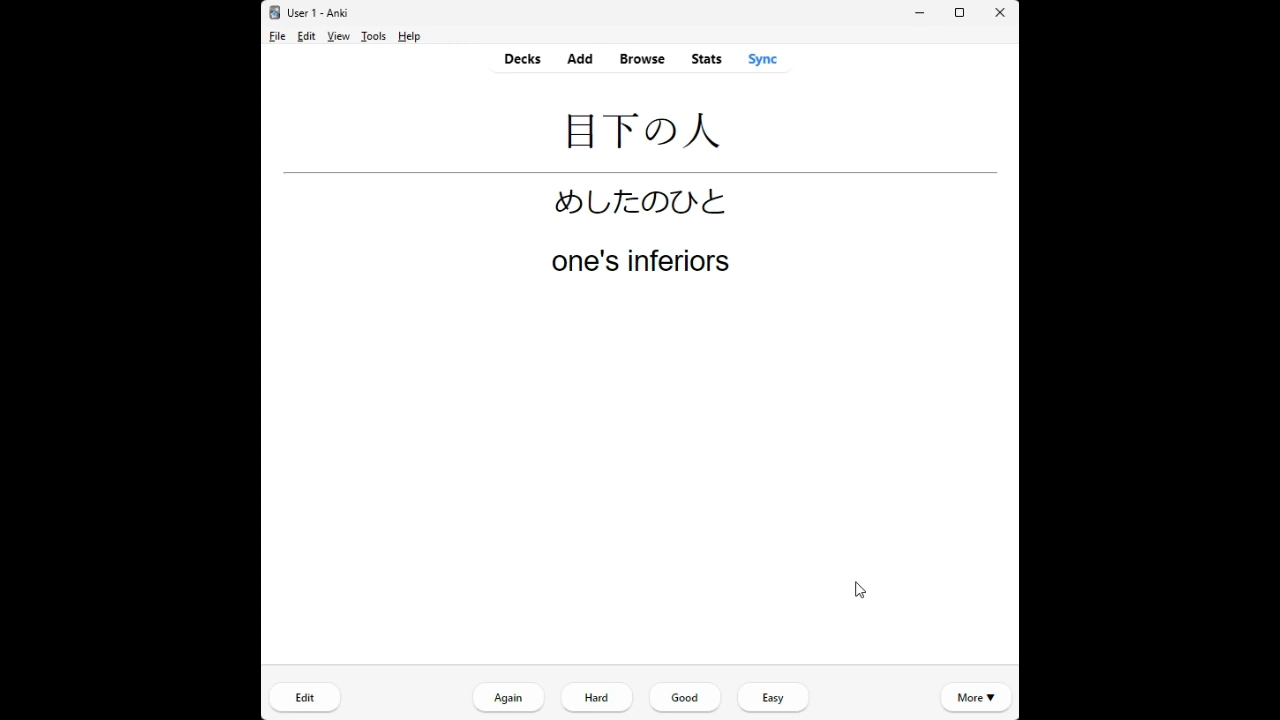 User 1 - Anki
File Edit View Tools Help
Decks Add Browse Stats Sync
目下の人
めしたのひと
one's inferiors
Edit Again Hard Good Easy More ▼